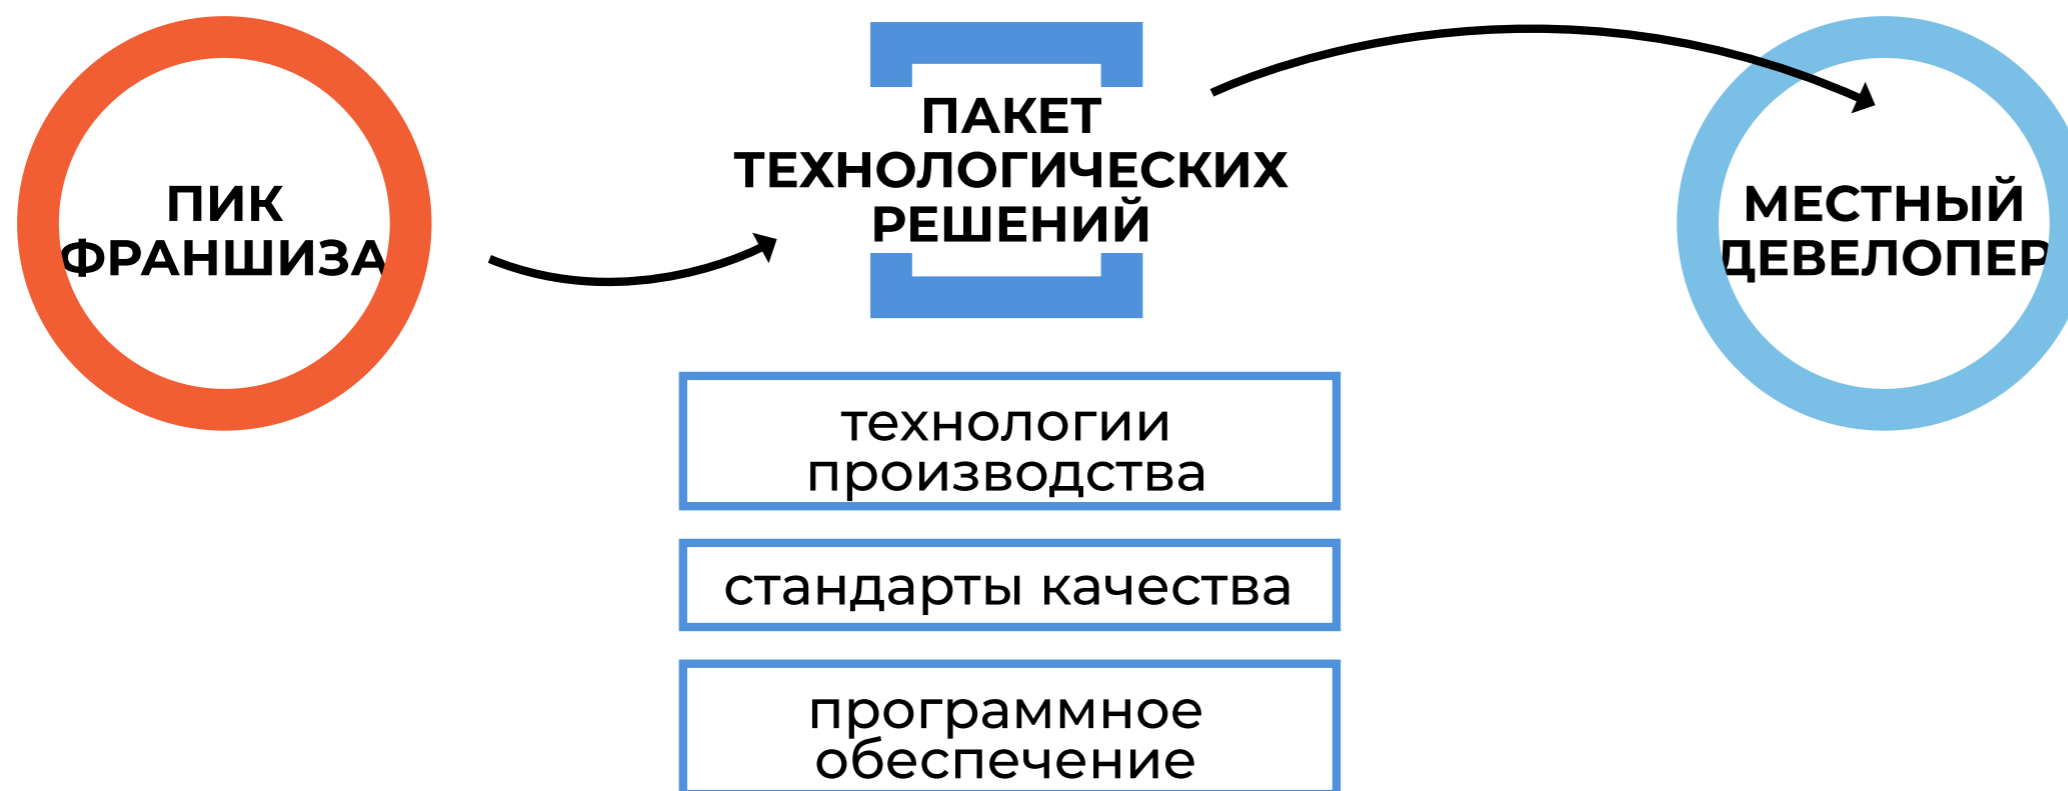 ПИК
ФРАНШИЗА
ПАКЕТ
ТЕХНОЛОГИЧЕСКИХ
РЕШЕНИЙ
МЕСТНЫЙ
ДЕВЕЛОПЕР
технологии
производства
стандарты качества
программное
обеспечение